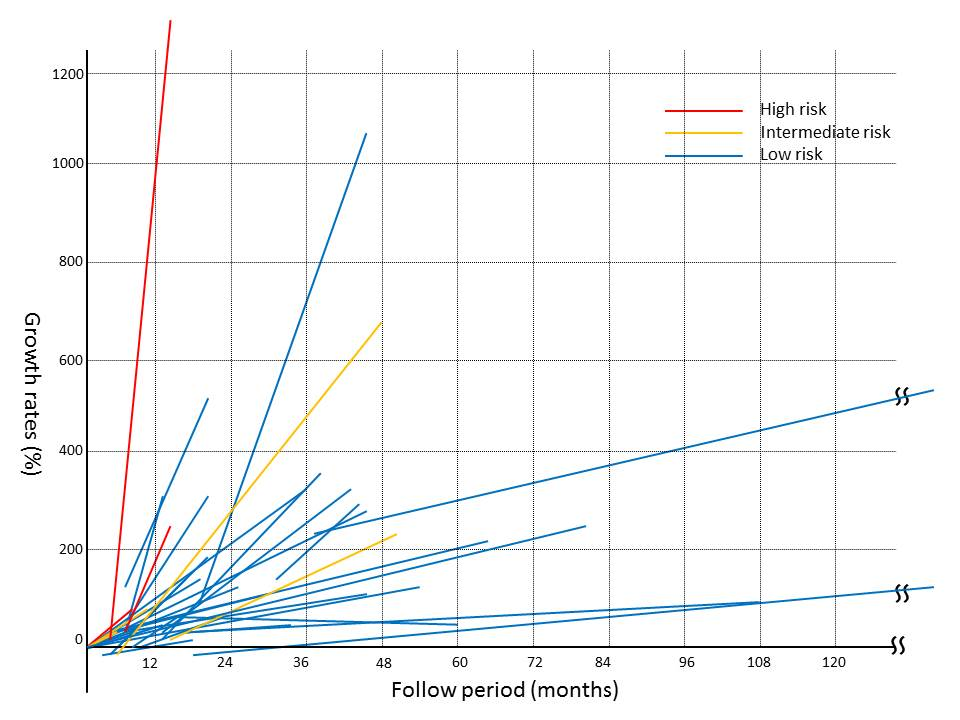 1200
1000
800
600
400
200
0
Growth rates (%)
High risk
Intermediate risk
Low risk
12 24 36 48 60 72 84 96 108 120
Follow period (months)